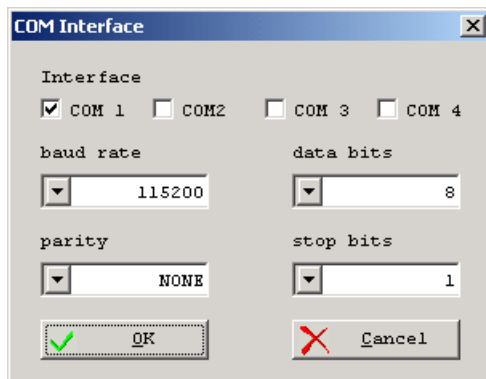 COM Interface
Interface
COM 1 COM2 COM 3 COM 4
baud rate data bits
115200 8
parity stop bits
NONE 1
OK Cancel